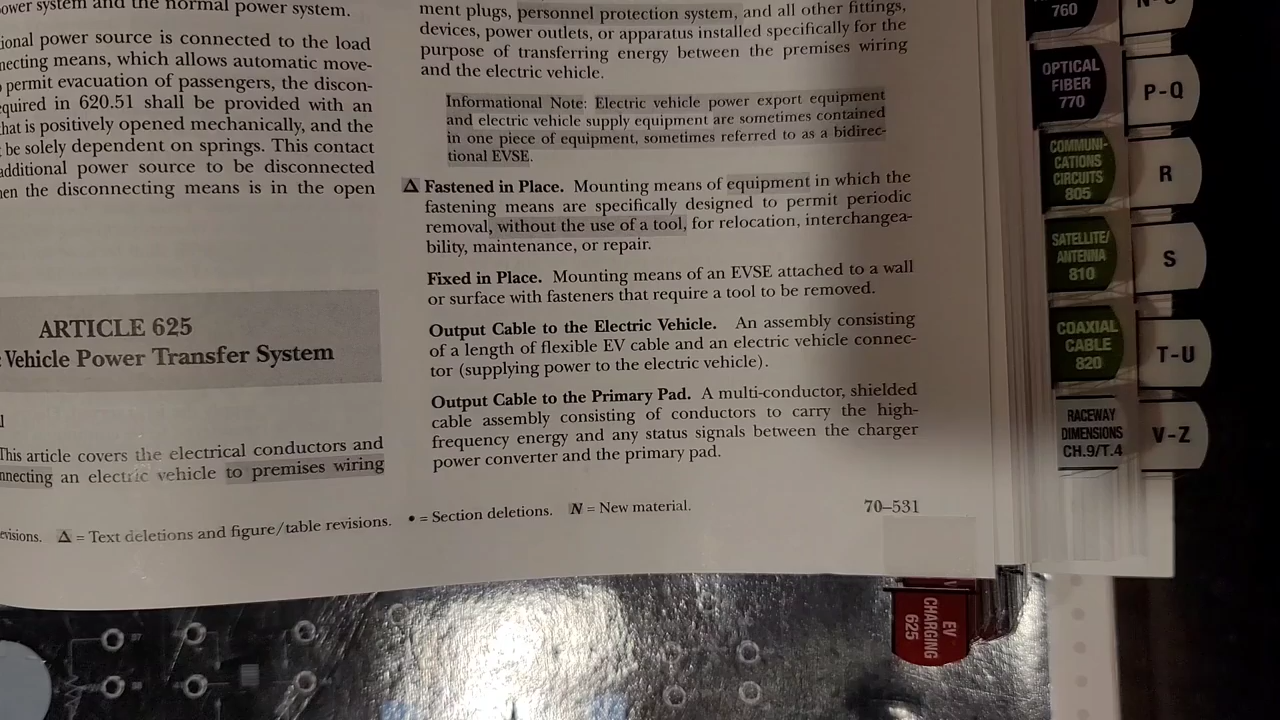 ower system and the normal power system.
ional power source is connected to the load
necting means, which allows automatic move-
permit evacuation of passengers, the discon-
quired in 620.51 shall be provided with an
hat is positively opened mechanically, and the
be solely dependent on springs. This contact
additional power source to be disconnected
en the disconnecting means is in the open
ARTICLE 625
Vehicle Power Transfer System
This article covers the electrical conductors and
nnecting an electric vehicle to premises wiring
ment plugs, personnel protection system, and all other fittings,
devices, power outlets, or apparatus installed specifically for the
purpose of transferring energy between the premises wiring
and the electric vehicle.
Informational Note: Electric vehicle power export equipment
and electric vehicle supply equipment are sometimes contained
in one piece of equipment, sometimes referred to as a bidirec-
tional EVSE.
Δ Fastened in Place. Mounting means of equipment in which the
fastening means are specifically designed to permit periodic
removal, without the use of a tool, for relocation, interchangea-
bility, maintenance, or repair.
Fixed in Place. Mounting means of an EVSE attached to a wall
or surface with fasteners that require a tool to be removed.
Output Cable to the Electric Vehicle. An assembly consisting
of a length of flexible EV cable and an electric vehicle connec-
tor (supplying power to the electric vehicle).
Output Cable to the Primary Pad. A multi-conductor, shielded
cable assembly consisting of conductors to carry the high-
frequency energy and any status signals between the charger
power converter and the primary pad.
evisions. Δ = Text deletions and figure/table revisions. • = Section deletions. N = New material.
70–531
760
OPTICAL
FIBER
770
COMMUNI-
CATIONS
CIRCUITS
805
SATELLITE/
ANTENNA
810
COAXIAL
CABLE
820
RACEWAY
DIMENSIONS
CH.9/T.4
P-Q
R
S
T-U
V-Z
EV
CHARGING
625